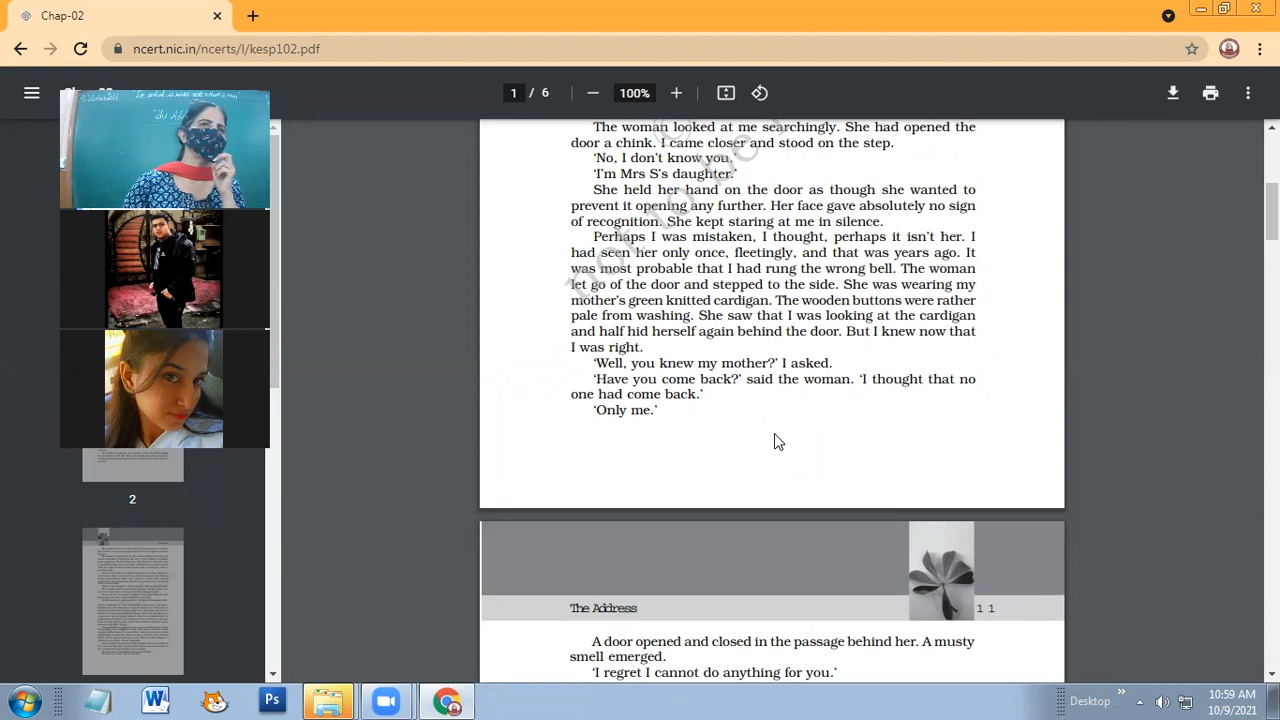 Chap-02
ncert.nic.in/ncerts/l/kesp102.pdf
1 / 6
100%
The woman looked at me searchingly. She had opened the
door a chink. I came closer and stood on the step.
‘No, I don’t know you.’
‘I’m Mrs S’s daughter.’
She held her hand on the door as though she wanted to
prevent it opening any further. Her face gave absolutely no sign
of recognition. She kept staring at me in silence.
Perhaps I was mistaken, I thought, perhaps it isn’t her. I
had seen her only once, fleetingly, and that was years ago. It
was most probable that I had rung the wrong bell. The woman
let go of the door and stepped to the side. She was wearing my
mother’s green knitted cardigan. The wooden buttons were rather
pale from washing. She saw that I was looking at the cardigan
and half hid herself again behind the door. But I knew now that
I was right.
‘Well, you knew my mother?’ I asked.
‘Have you come back?’ said the woman. ‘I thought that no
one had come back.’
‘Only me.’
2
The Address 11
A door opened and closed in the passage behind her. A musty
smell emerged.
‘I regret I cannot do anything for you.’
not to be
Ps
Desktop
10:59 AM
10/9/2021